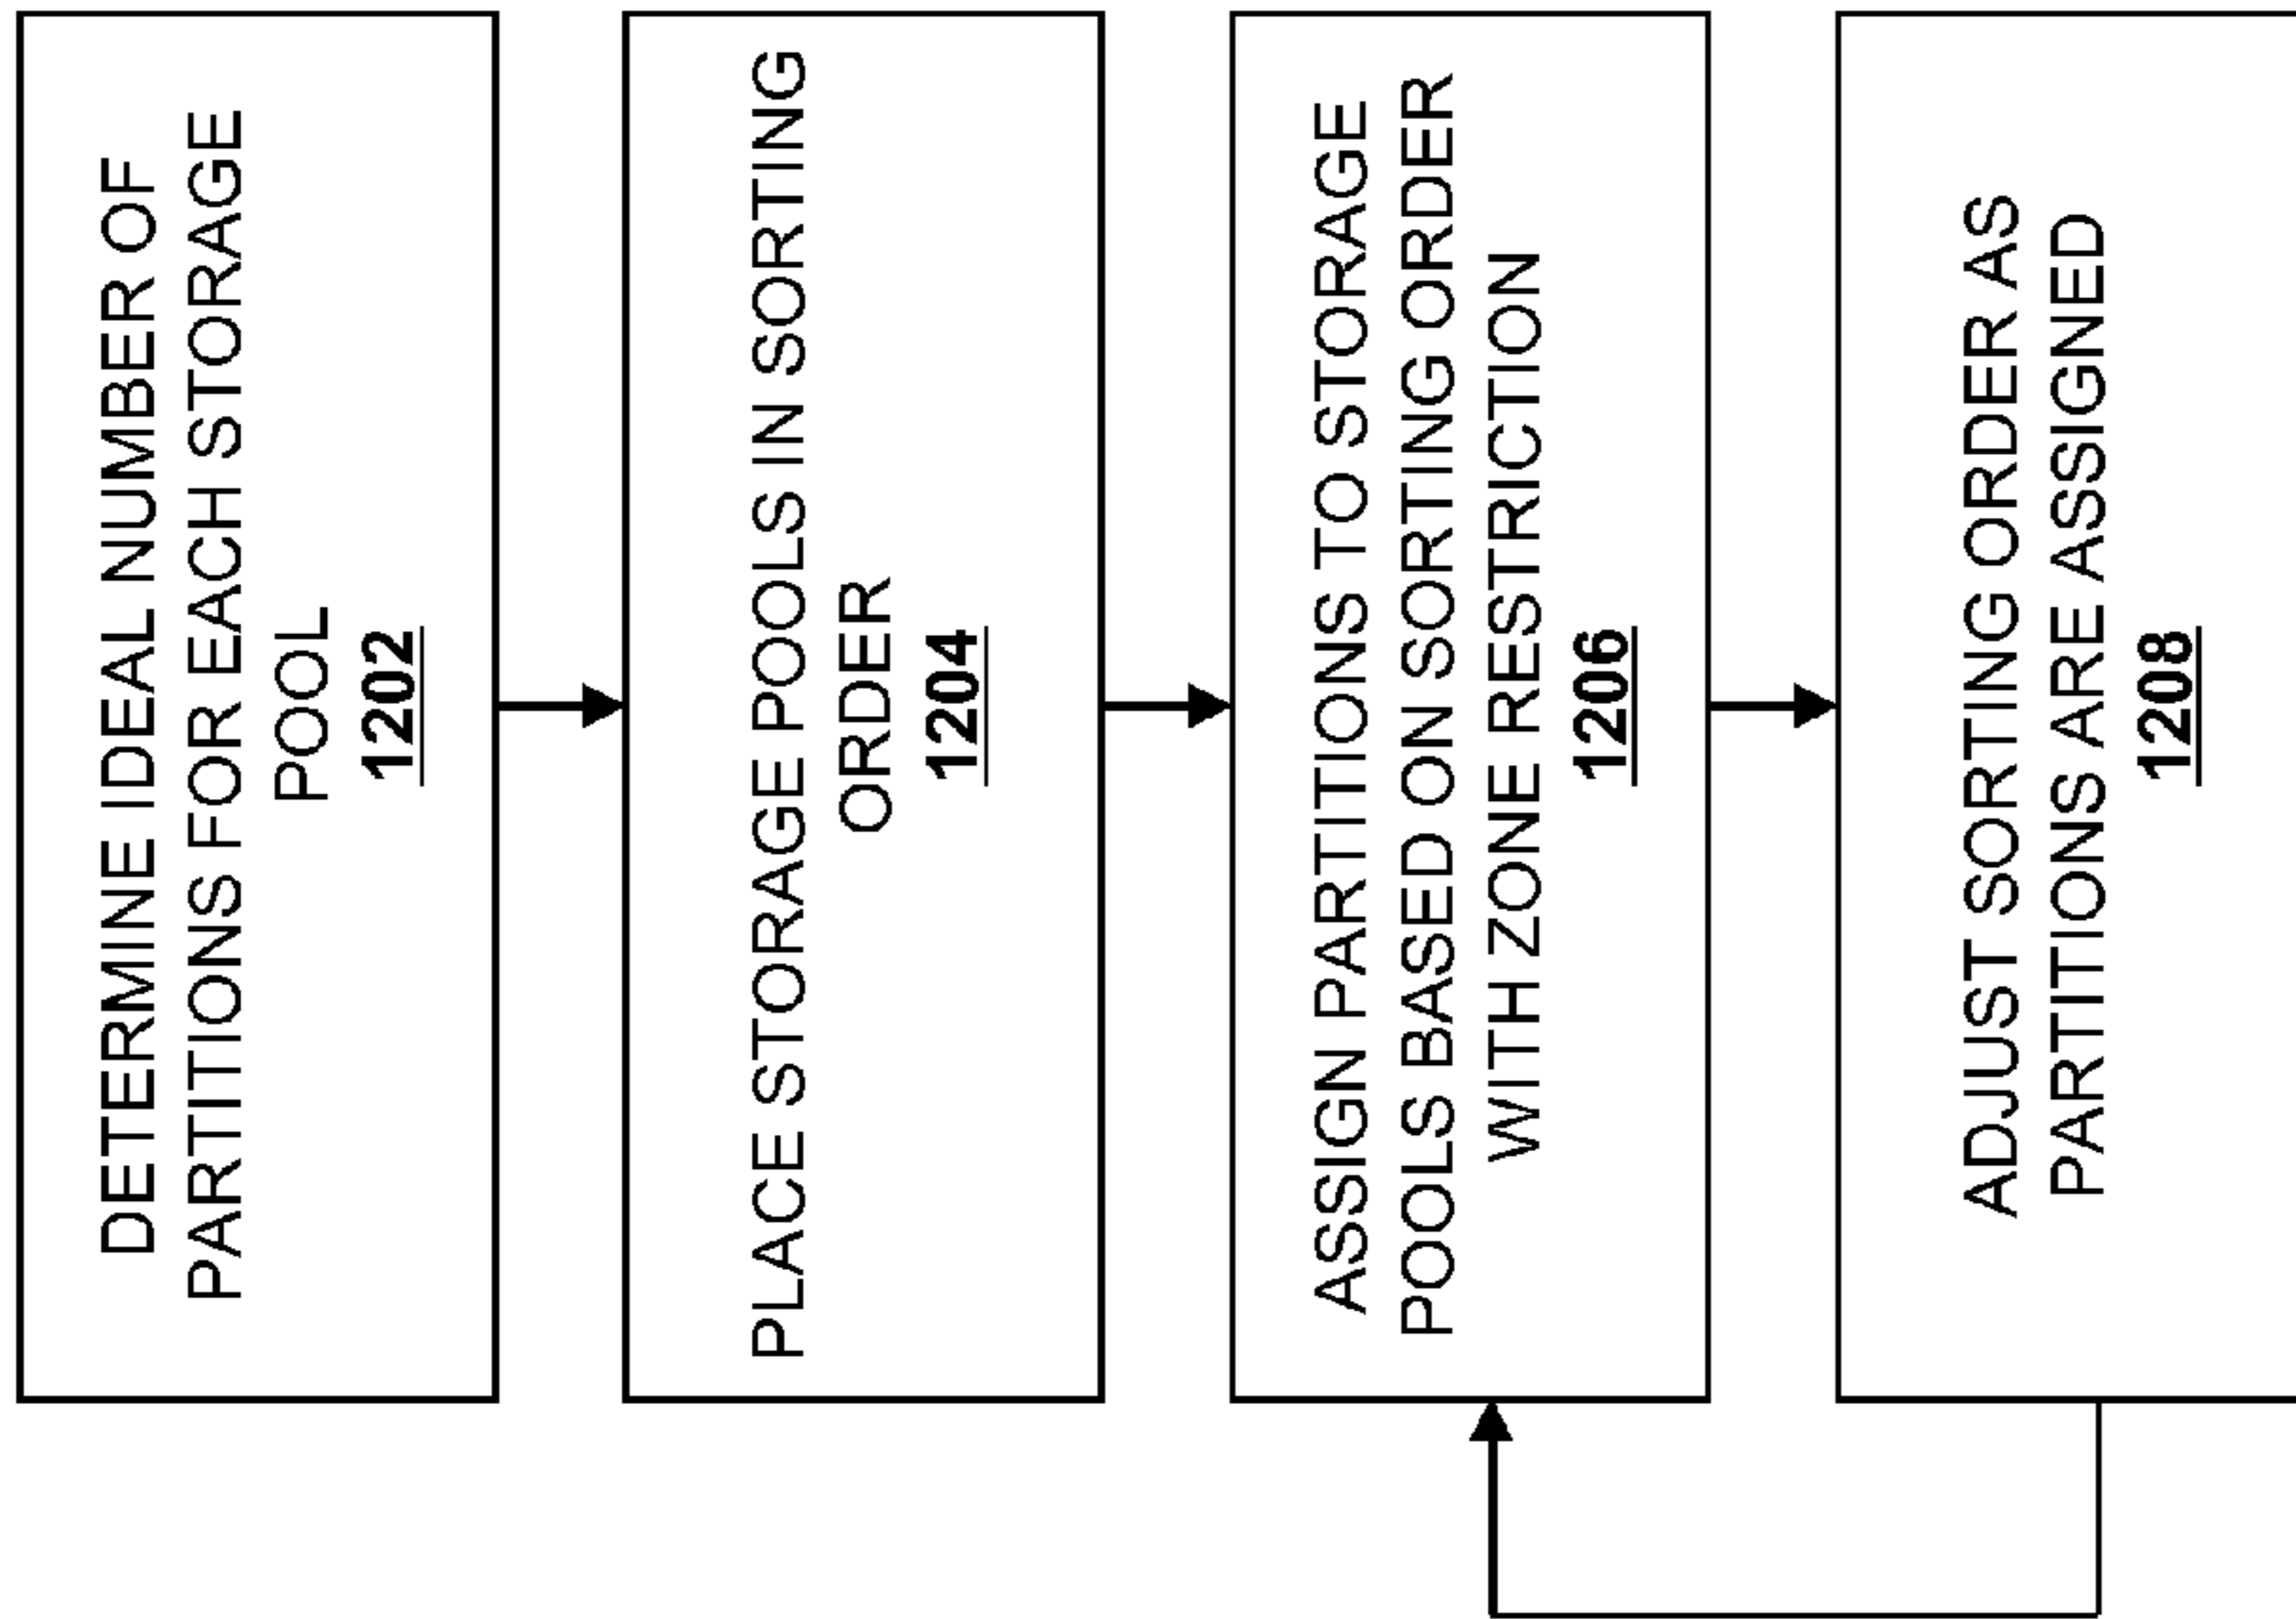 DETERMINE IDEAL NUMBER OF
PARTITIONS FOR EACH STORAGE
POOL
1202
PLACE STORAGE POOLS IN SORTING
ORDER
1204
ASSIGN PARTITIONS TO STORAGE
POOLS BASED ON SORTING ORDER
WITH ZONE RESTRICTION
1206
ADJUST SORTING ORDER AS
PARTITIONS ARE ASSIGNED
1208